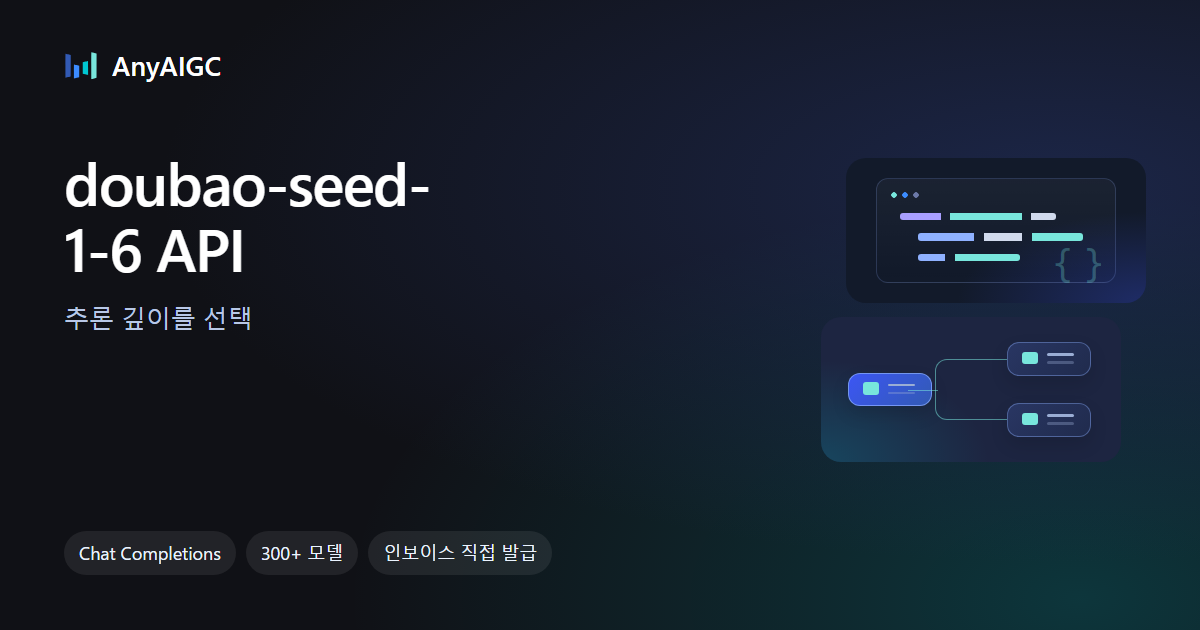 AnyAIGC
doubao-seed-
1-6 API
추론 깊이를 선택
{ }
Chat Completions
300+ 모델
인보이스 직접 발급